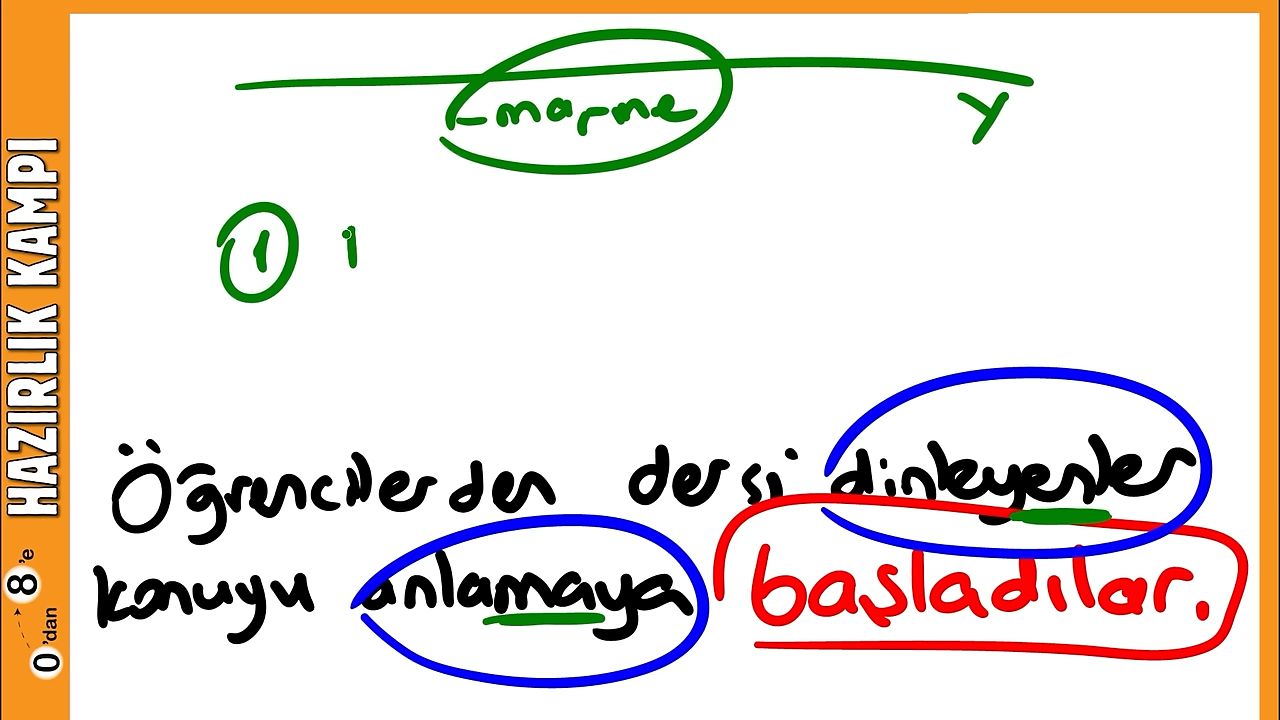 HAZIRLIK KAMPI
0'dan 8'e
-ma,-me
Y
1 I
Öğrencilerden dersi dinleyenler
konuyu anlamaya başladılar.